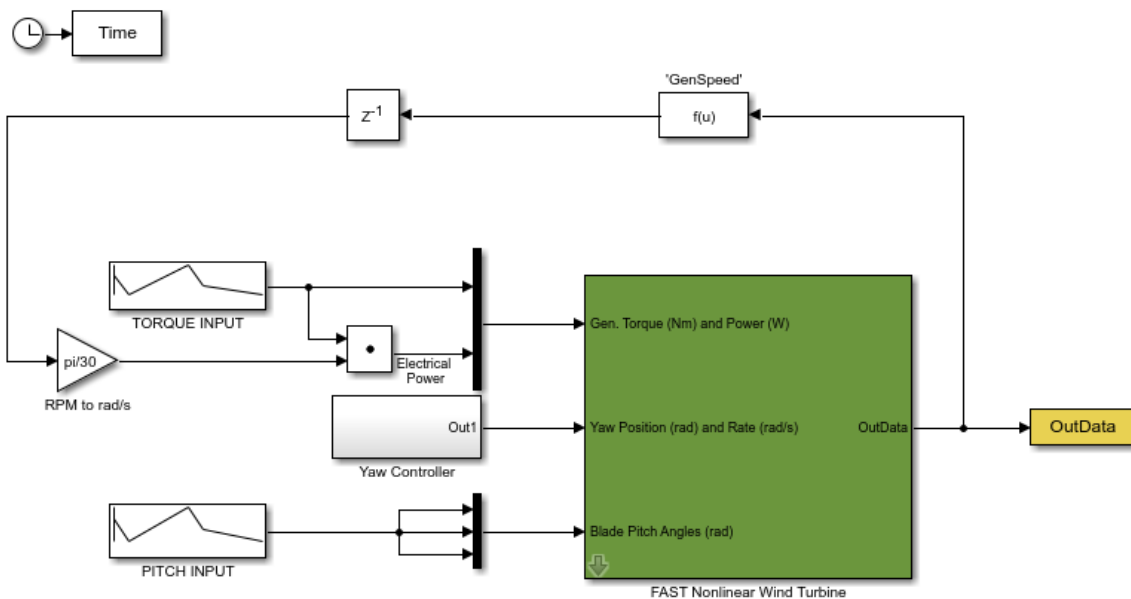 Time
'GenSpeed'
Z-1
f(u)
TORQUE INPUT
pi/30
RPM to rad/s
Electrical
Power
Gen. Torque (Nm) and Power (W)
Out1
Yaw Controller
Yaw Position (rad) and Rate (rad/s)
OutData
OutData
PITCH INPUT
Blade Pitch Angles (rad)
FAST Nonlinear Wind Turbine